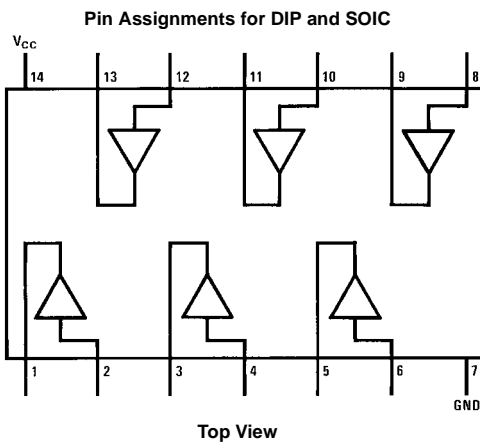 Pin Assignments for DIP and SOIC
VCC
14 13 12 11 10 9 8
1 2 3 4 5 6 7
GND
Top View